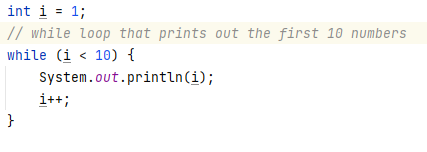 int i = 1;
// while loop that prints out the first 10 numbers
while (i < 10) {
    System.out.println(i);
    i++;
}